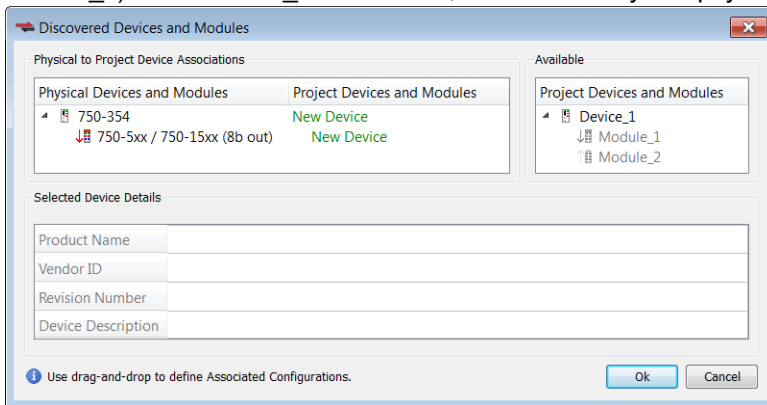 Discovered Devices and Modules
Physical to Project Device Associations
Physical Devices and Modules Project Devices and Modules
750-354 New Device
750-5xx / 750-15xx (8b out) New Device
Available
Project Devices and Modules
Device_1
Module_1
Module_2
Selected Device Details
Product Name
Vendor ID
Revision Number
Device Description
Use drag-and-drop to define Associated Configurations.
Ok Cancel